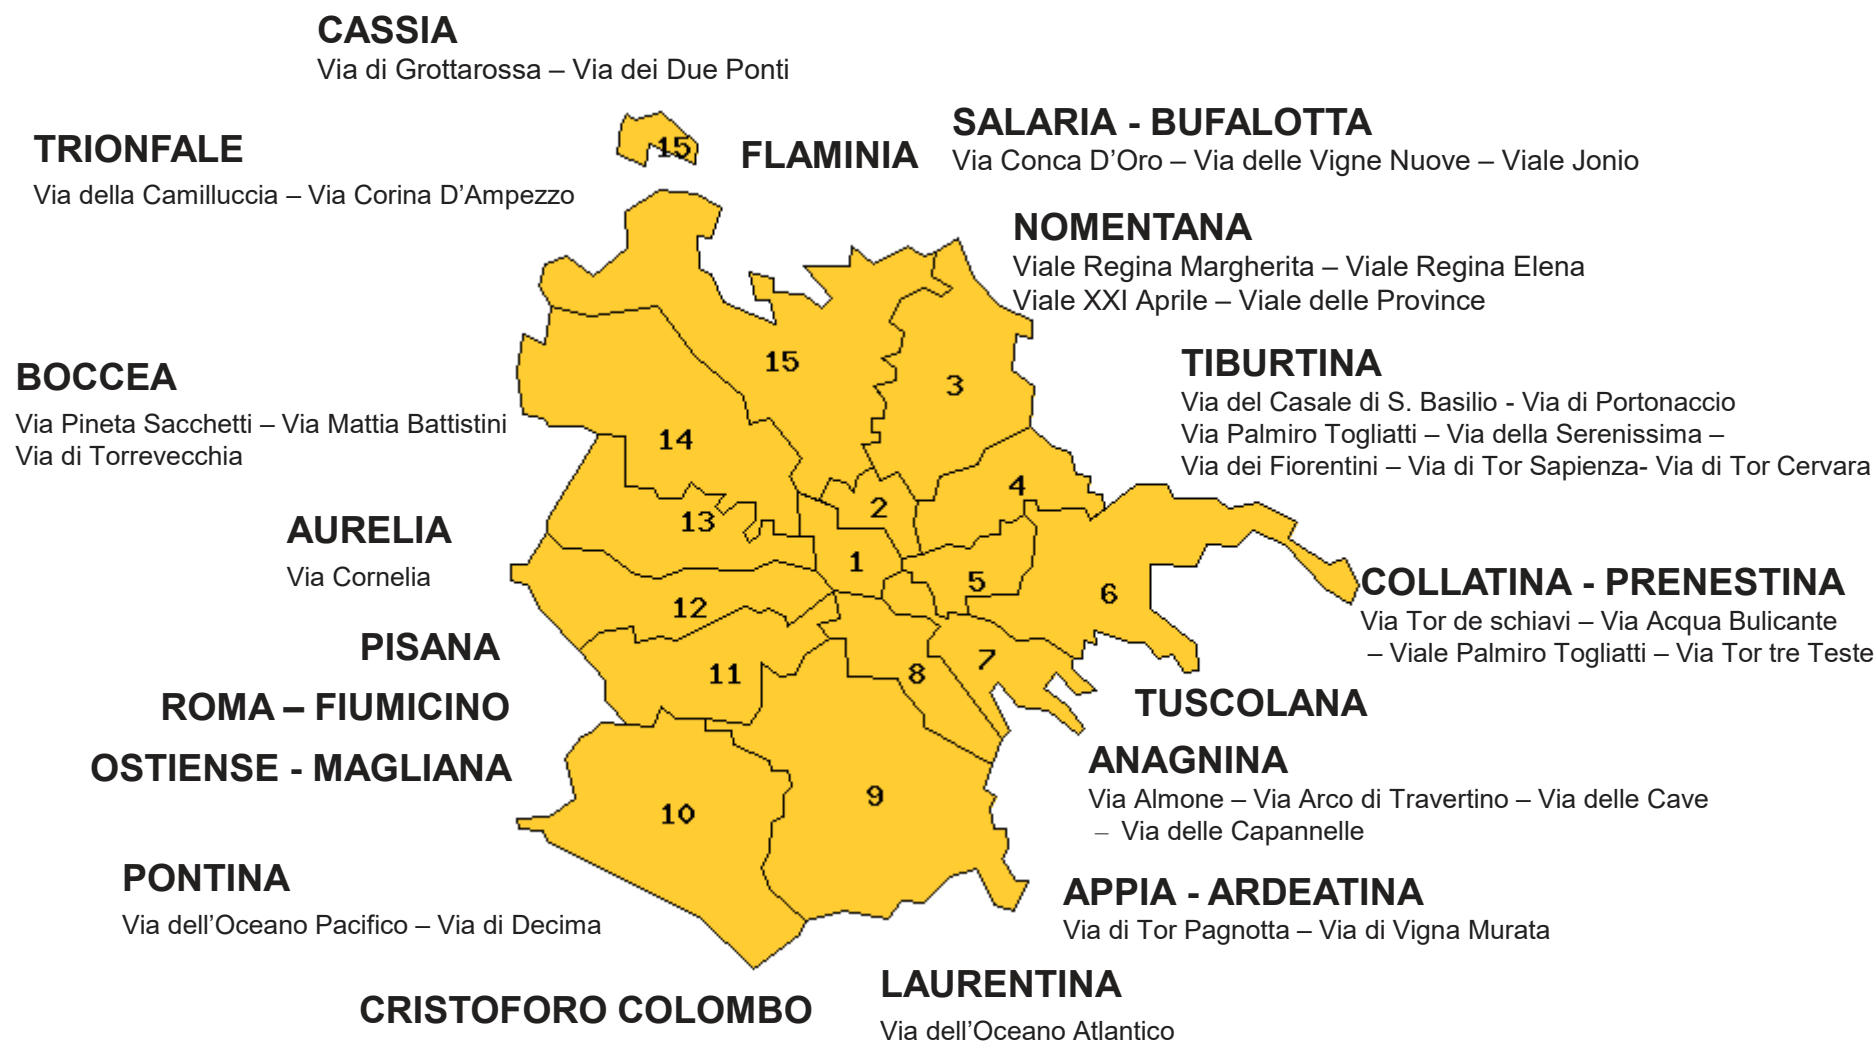 CASSIA
Via di Grottarossa – Via dei Due Ponti
TRIONFALE
Via della Camilluccia – Via Corina D’Ampezzo
15
FLAMINIA
SALARIA - BUFALOTTA
Via Conca D’Oro – Via delle Vigne Nuove – Viale Jonio
NOMENTANA
Viale Regina Margherita – Viale Regina Elena
Viale XXI Aprile – Viale delle Province
BOCCEA
Via Pineta Sacchetti – Via Mattia Battistini
Via di Torrevecchia
15
3
TIBURTINA
Via del Casale di S. Basilio - Via di Portonaccio
Via Palmiro Togliatti – Via della Serenissima –
Via dei Fiorentini – Via di Tor Sapienza- Via di Tor Cervara
14
4
2
13
AURELIA
Via Cornelia
1
5
6
12
COLLATINA - PRENESTINA
Via Tor de schiavi – Via Acqua Bulicante
– Viale Palmiro Togliatti – Via Tor tre Teste
PISANA
7
8
11
ROMA – FIUMICINO
TUSCOLANA
OSTIENSE - MAGLIANA
ANAGNINA
Via Almone – Via Arco di Travertino – Via delle Cave
– Via delle Capannelle
9
10
PONTINA
Via dell’Oceano Pacifico – Via di Decima
APPIA - ARDEATINA
Via di Tor Pagnotta – Via di Vigna Murata
CRISTOFORO COLOMBO
LAURENTINA
Via dell’Oceano Atlantico